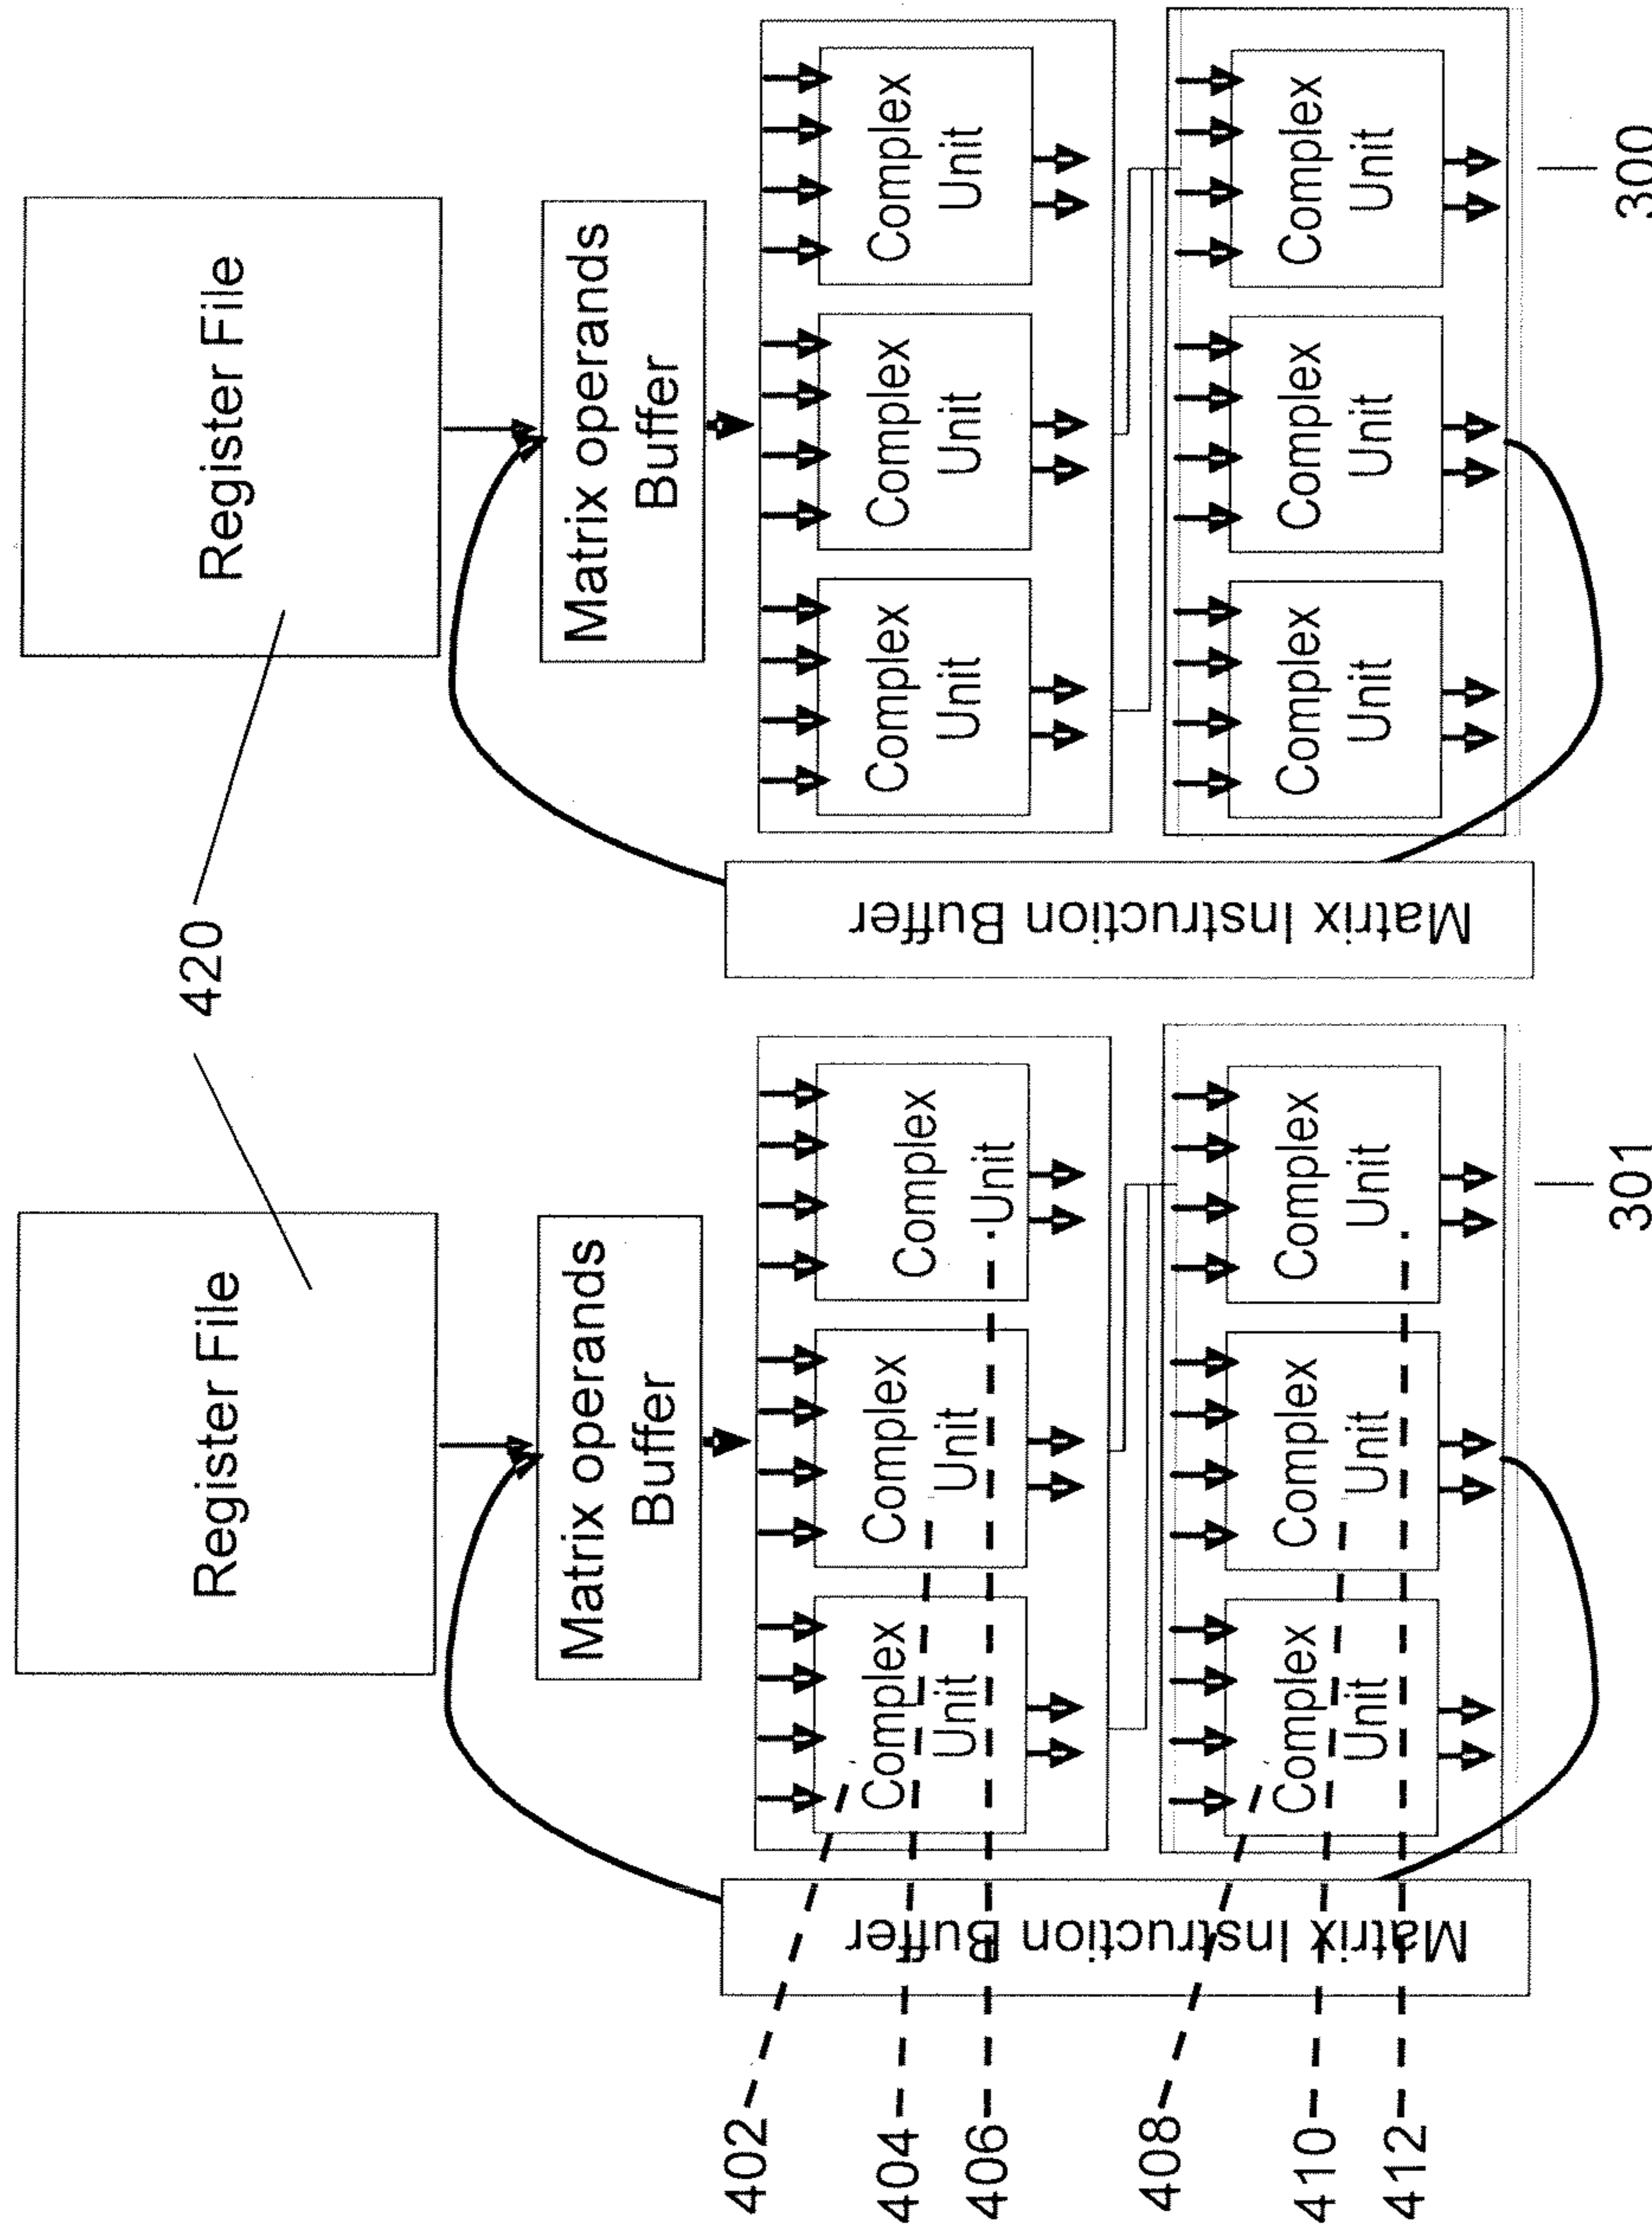 Register File
420
Register File
Matrix operands
Buffer
Matrix operands
Buffer
Matrix Instruction Buffer
Complex
Unit
Complex
Unit
Complex
Unit
Matrix Instruction Buffer
Complex
Unit
Complex
Unit
Complex
Unit
402
404
406
Complex
Unit
Complex
Unit
Complex
Unit
Complex
Unit
Complex
Unit
Complex
Unit
408
410
412
301
300